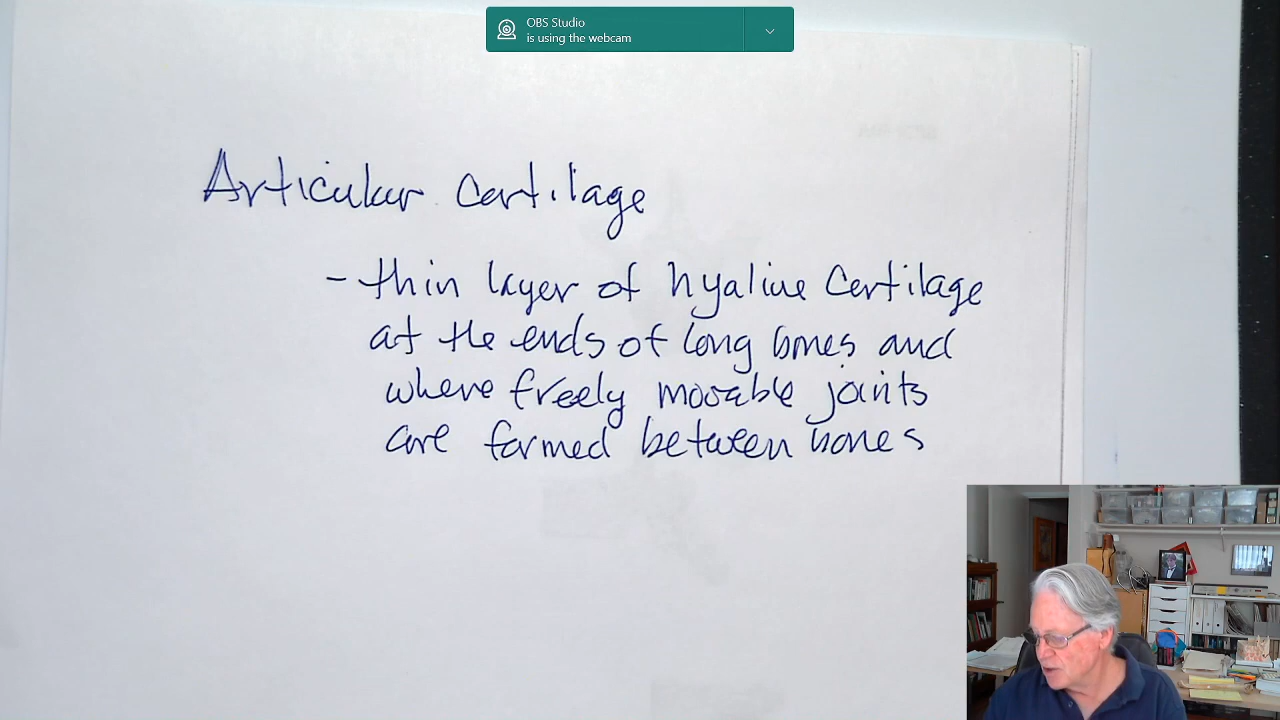 OBS Studio
is using the webcam
Articular Cartilage
- thin layer of hyaline Cartilage
at the ends of long bones and
where freely movable joints
are formed between bones